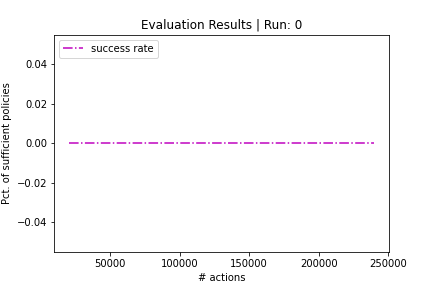 Evaluation Results | Run: 0
success rate
Pct. of sufficient policies
0.04
0.02
0.00
−0.02
−0.04
50000 100000 150000 200000 250000
# actions